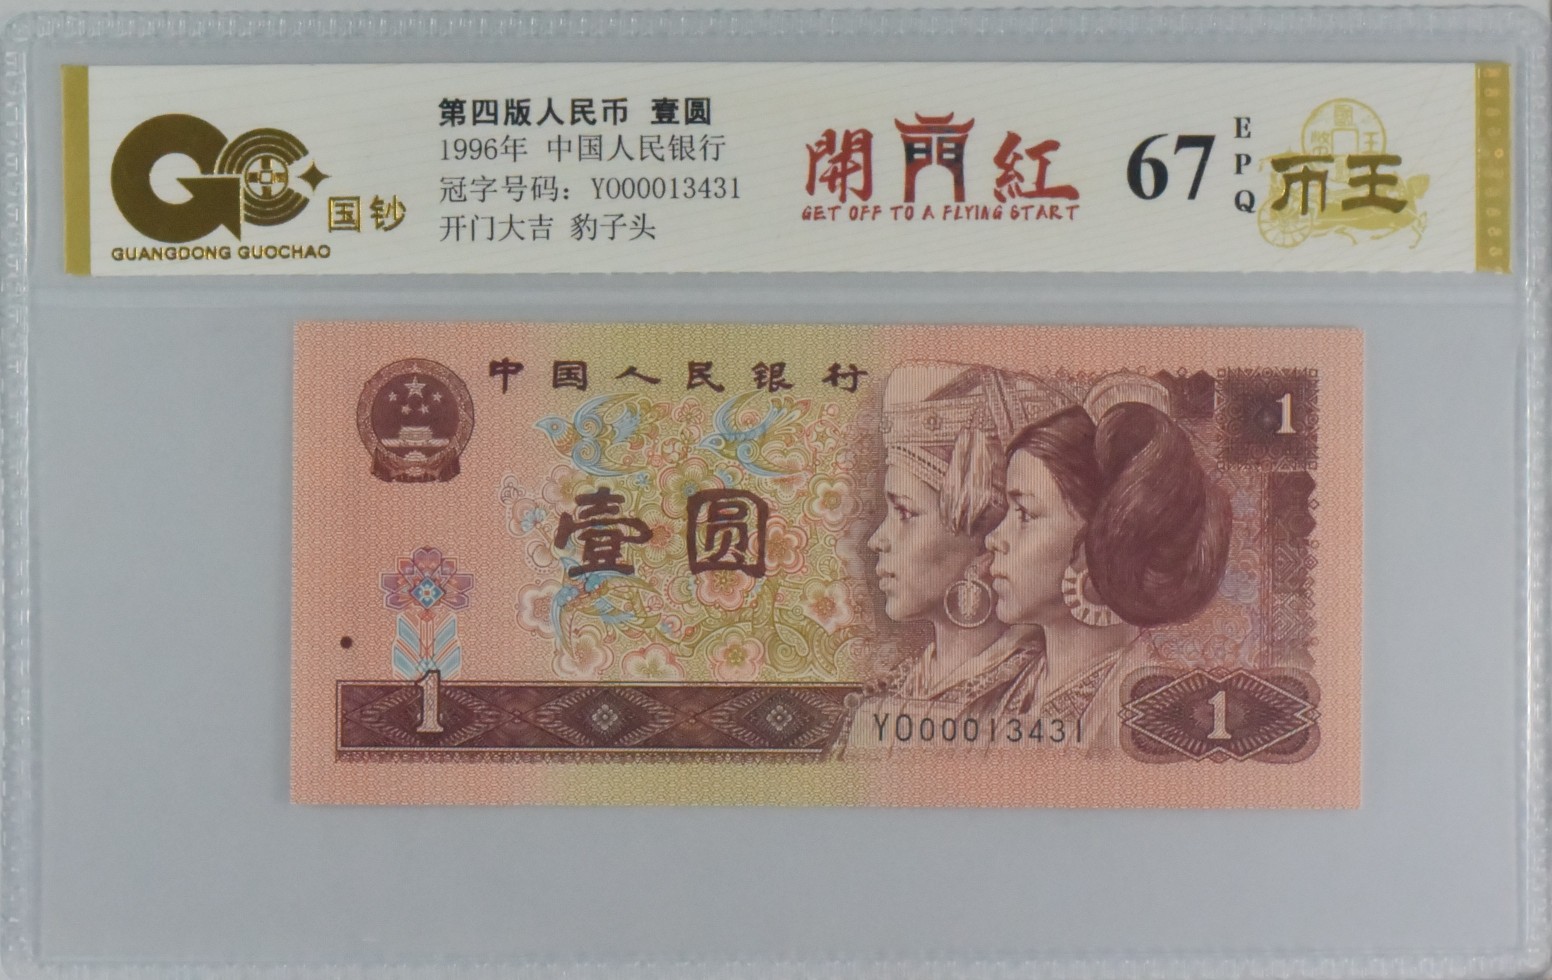 GUANGDONG GUOCHAO
国钞
第四版人民币 壹圆
1996年 中国人民银行
冠字号码：YO00013431
开门大吉 豹子头
開門紅
GET OFF TO A FLYING START
67
EPQ
币王
中国人民银行
1
壹圆
1
YO00013431
1